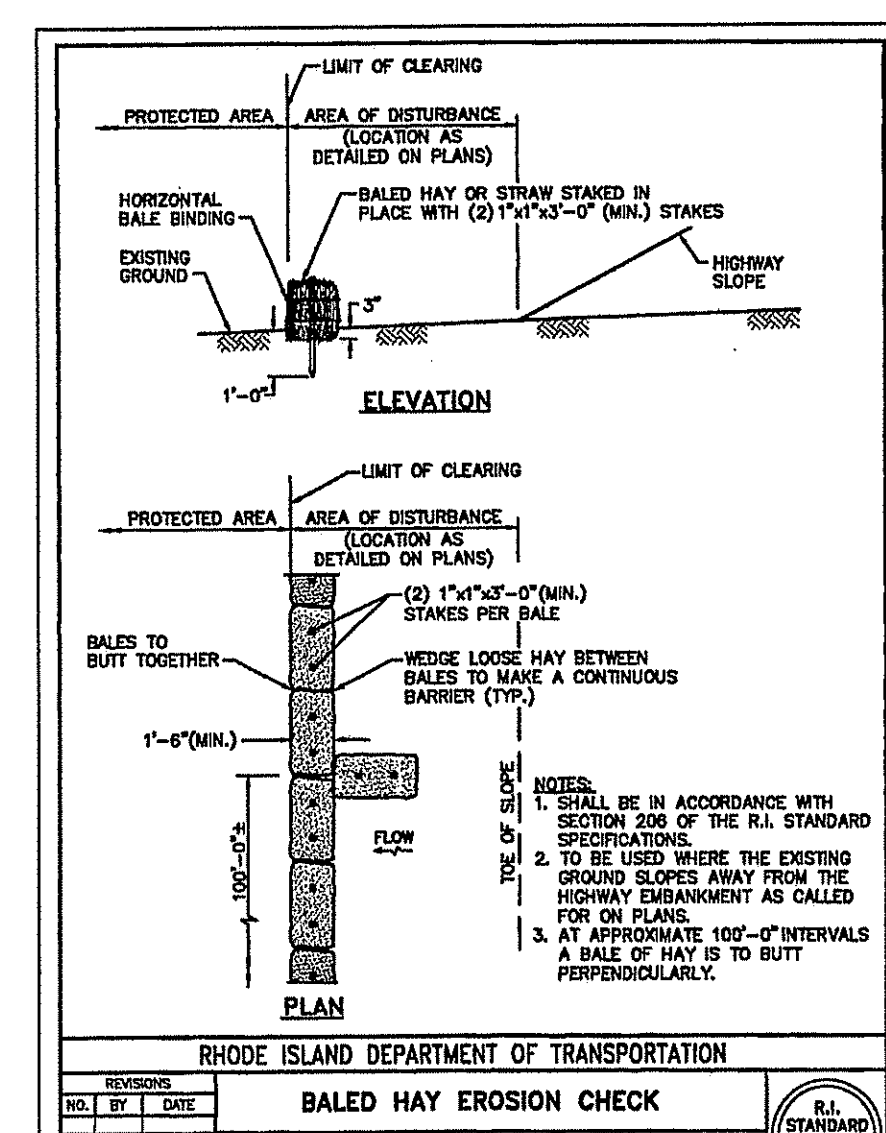 LIMIT OF CLEARING
PROTECTED AREA
AREA OF DISTURBANCE
(LOCATION AS
DETAILED ON PLANS)
HORIZONTAL
BALE BINDING
BALED HAY OR STRAW STAKED IN
PLACE WITH (2) 1"x1"x3'-0" (MIN.) STAKES
EXISTING
GROUND
HIGHWAY
SLOPE
3"
1'-0"
ELEVATION
LIMIT OF CLEARING
PROTECTED AREA
AREA OF DISTURBANCE
(LOCATION AS
DETAILED ON PLANS)
(2) 1"x1"x3'-0"(MIN.)
STAKES PER BALE
BALES TO
BUTT TOGETHER
WEDGE LOOSE HAY BETWEEN
BALES TO MAKE A CONTINUOUS
BARRIER (TYP.)
1'-6"(MIN.)
100'-0"±
FLOW
TOE OF SLOPE
NOTES:
1. SHALL BE IN ACCORDANCE WITH
SECTION 206 OF THE R.I. STANDARD
SPECIFICATIONS.
2. TO BE USED WHERE THE EXISTING
GROUND SLOPES AWAY FROM THE
HIGHWAY EMBANKMENT AS CALLED
FOR ON PLANS.
3. AT APPROXIMATE 100'-0" INTERVALS
A BALE OF HAY IS TO BUTT
PERPENDICULARLY.
PLAN
RHODE ISLAND DEPARTMENT OF TRANSPORTATION
REVISIONS
NO. BY DATE
BALED HAY EROSION CHECK
R.I.
STANDARD